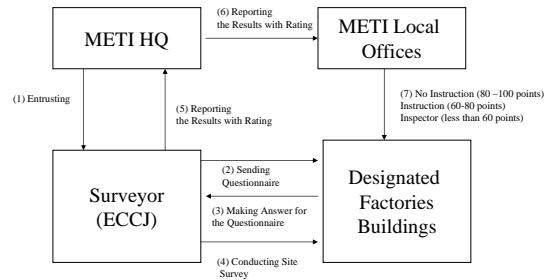 (6) Reporting
the Results with Rating
METI HQ
METI Local
Offices
(1) Entrusting
(5) Reporting
the Results with Rating
(7) No Instruction (80 –100 points)
Instruction (60-80 points)
Inspector (less than 60 points)
(2) Sending
Questionnaire
Surveyor
(ECCJ)
(3) Making Answer for
the Questionnaire
Designated
Factories
Buildings
(4) Conducting Site
Survey